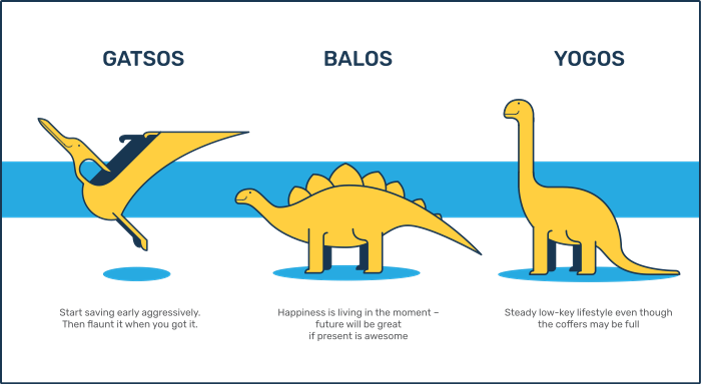 GATSOS
BALOS
YOGOS
Start saving early aggressively.
Then flaunt it when you got it.
Happiness is living in the moment –
future will be great
if present is awesome
Steady low-key lifestyle even though
the coffers may be full